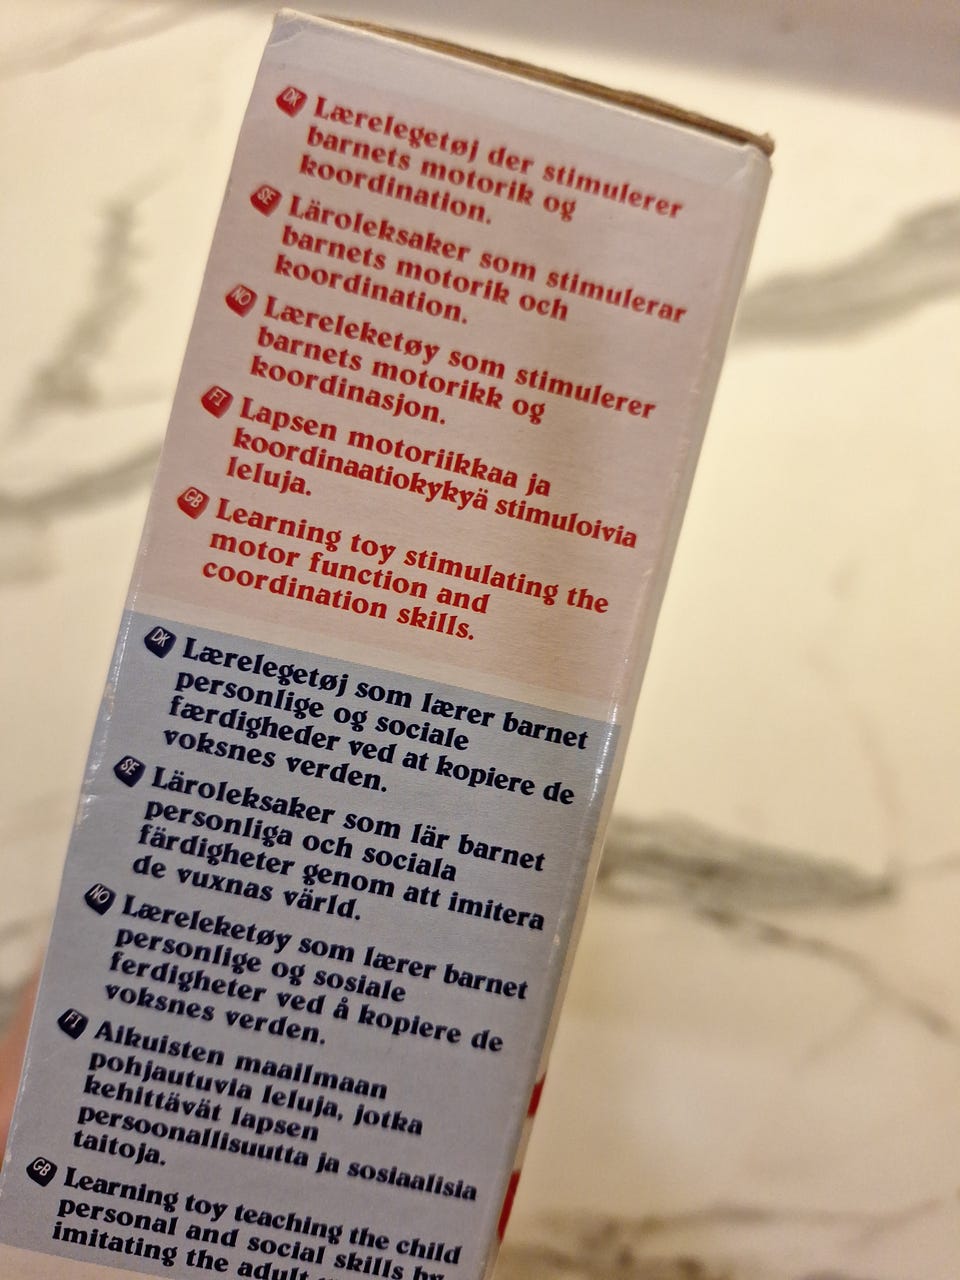 DK Lærelegetøj der stimulerer
barnets motorik og
koordination.
SE Läroleksaker som stimulerar
barnets motorik och
koordination.
NO Læreleketøy som stimulerer
barnets motorikk og
koordinasjon.
FI Lapsen motoriikkaa ja
koordinaatiokykyä stimuloivia
leluja.
GB Learning toy stimulating the
motor function and
coordination skills.
DK Lærelegetøj som lærer barnet
personlige og sociale
færdigheder ved at kopiere de
voksnes verden.
SE Läroleksaker som lär barnet
personliga och sociala
färdigheter genom att imitera
de vuxnas värld.
NO Læreleketøy som lærer barnet
personlige og sosiale
ferdigheter ved å kopiere de
voksnes verden.
FI Aikuisten maailmaan
pohjautuvia leluja, jotka
kehittävät lapsen
persoonallisuutta ja sosiaalisia
taitoja.
GB Learning toy teaching the child
personal and social skills by
imitating the adult